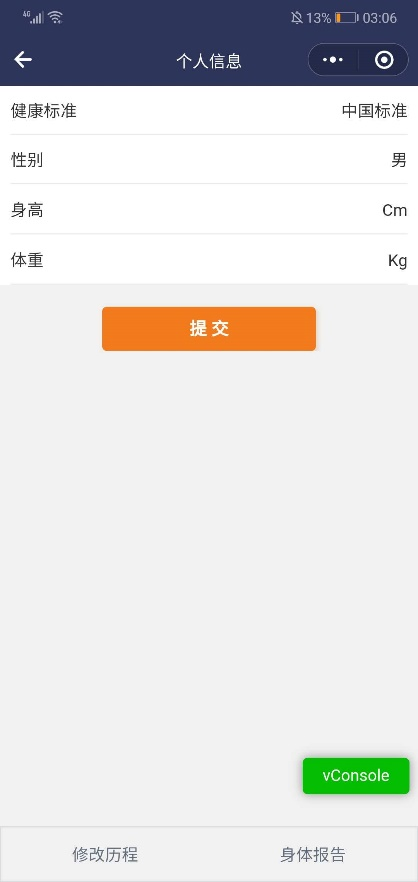 4G 13% 03:06
个人信息
健康标准 中国标准
性别 男
身高 Cm
体重 Kg
提交
vConsole
修改历程 身体报告